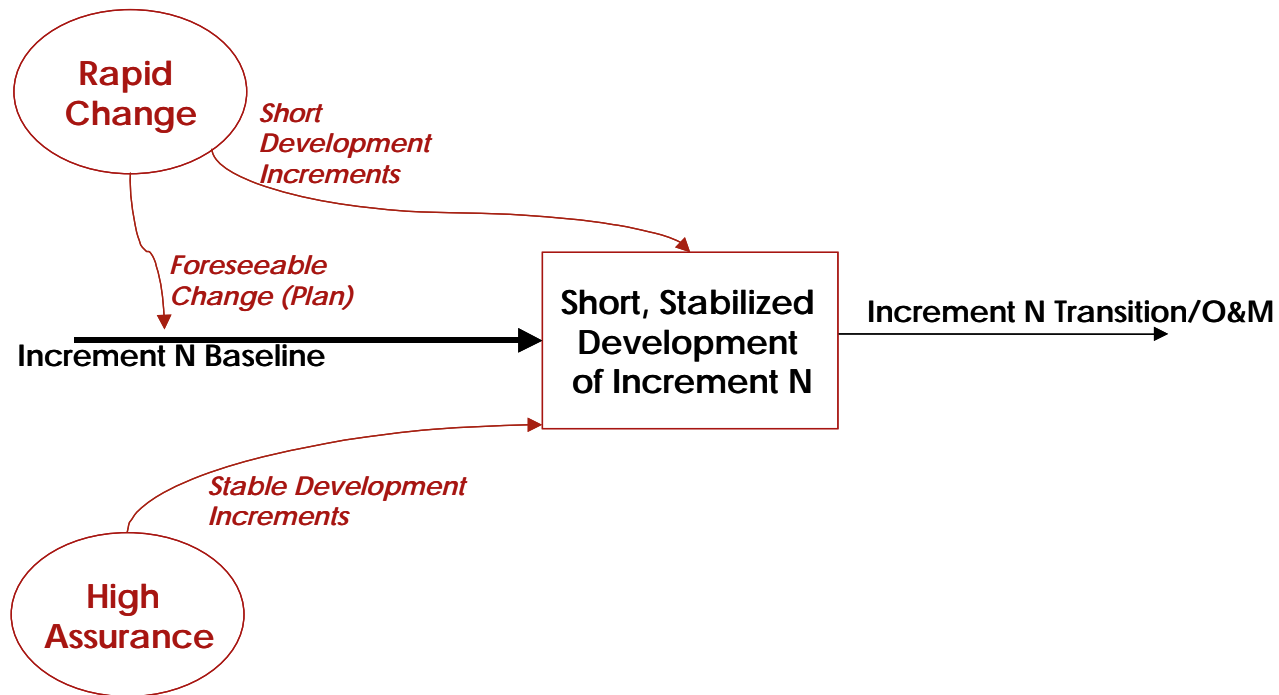 Rapid
Change
Short
Development
Increments
Foreseeable
Change (Plan)
Increment N Baseline
Short, Stabilized
Development
of Increment N
Increment N Transition/O&M
Stable Development
Increments
High
Assurance